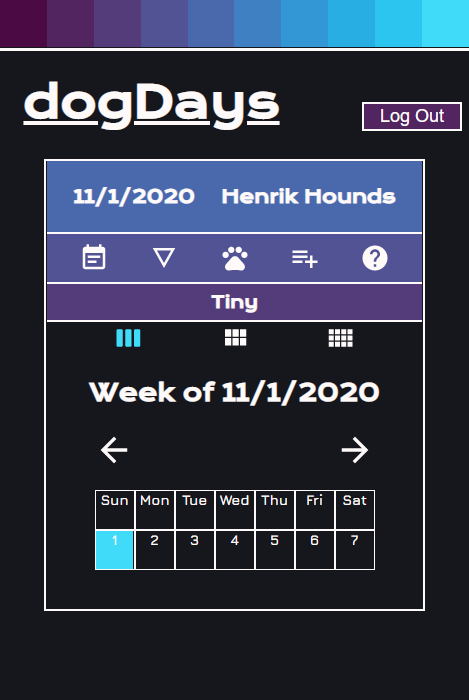 dogDays
Log Out
11/1/2020 Henrik Hounds
Tiny
Week of 11/1/2020
Sun Mon Tue Wed Thu Fri Sat
1 2 3 4 5 6 7